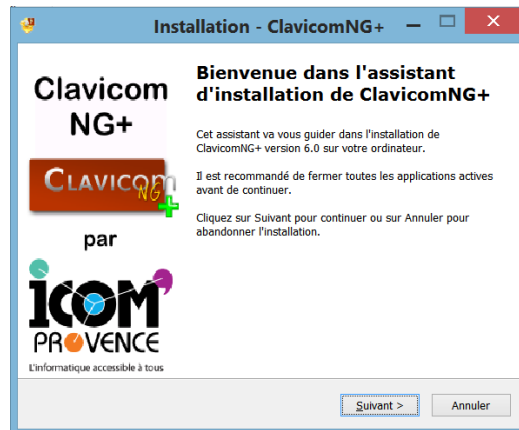 Installation - ClavicomNG+
Clavicom
NG+
CLAVICOM
NG
par
ICOM'
PROVENCE
L'informatique accessible à tous
Bienvenue dans l'assistant
d'installation de ClavicomNG+
Cet assistant va vous guider dans l'installation de
ClavicomNG+ version 6.0 sur votre ordinateur.
Il est recommandé de fermer toutes les applications actives
avant de continuer.
Cliquez sur Suivant pour continuer ou sur Annuler pour
abandonner l'installation.
Suivant >
Annuler